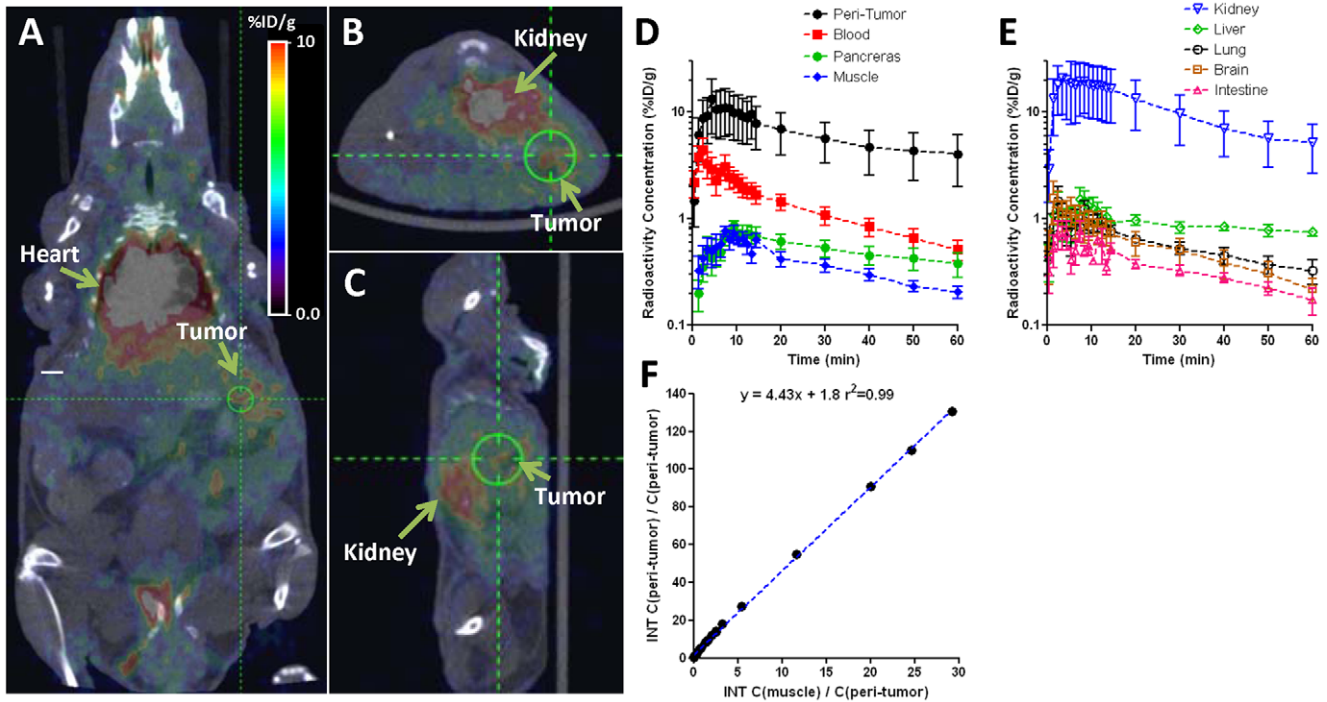 A
%ID/g
10
0.0
Heart
Tumor
B
Kidney
Tumor
C
Tumor
Kidney
D
Peri-Tumor
Blood
Pancreras
Muscle
Radioactivity Concentration (%ID/g)
10
1
0.1
0 10 20 30 40 50 60
Time (min)
E
Kidney
Liver
Lung
Brain
Intestine
Radioactivity Concentration (%ID/g)
10
1
0.1
0 10 20 30 40 50 60
Time (min)
F
y = 4.43x + 1.8 r²=0.99
INT C(peri-tumor) / C(peri-tumor)
140
120
100
80
60
40
20
0
0 5 10 15 20 25 30
INT C(muscle) / C(peri-tumor)